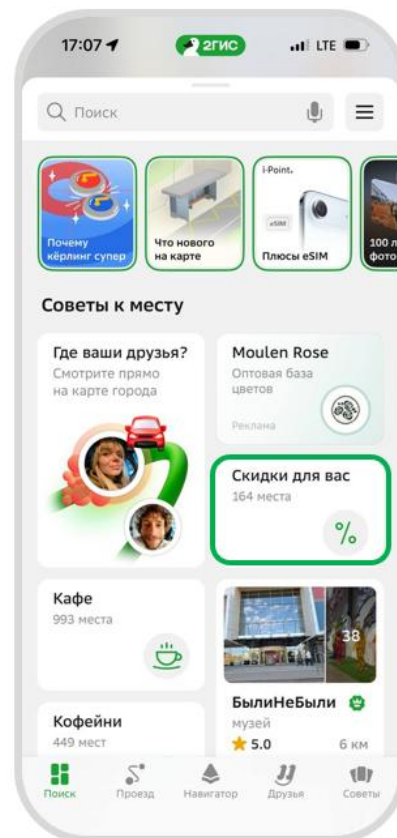 17:07
2ГИС
LTE
Поиск
Почему
кёрлинг супер
Что нового
на карте
i-Point.
eSIM
Плюсы eSIM
100 л
фото
Советы к месту
Где ваши друзья?
Смотрите прямо
на карте города
Moulen Rose
Оптовая база
цветов
Реклама
Скидки для вас
164 места
%
Кафе
993 места
38
БылиНеБыли
музей
5.0
6 км
Кофейни
449 мест
Поиск
Проезд
Навигатор
Друзья
Советы